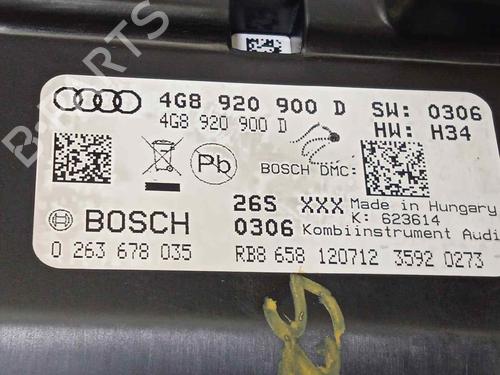 4G8 920 900 D SW: 0306
4G8 920 900 D HW: H34
Pb BOSCH DMC:
26S XXX Made in Hungary
K: 623614
BOSCH 0306 Kombiinstrument Audi
0 263 678 035 RB8 658 120712 3592 0273
B-PARTS